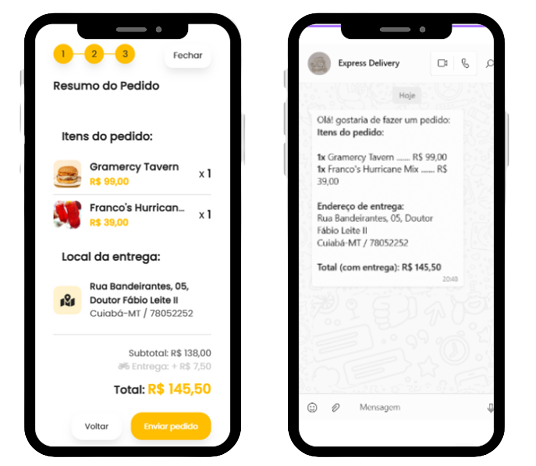 1 2 3
Fechar
Resumo do Pedido
Itens do pedido:
Gramercy Tavern
R$ 99,00
x 1
Franco's Hurrican...
R$ 39,00
x 1
Local da entrega:
Rua Bandeirantes, 05,
Doutor Fábio Leite II
Cuiabá-MT / 78052252
Subtotal: R$ 138,00
Entrega: + R$ 7,50
Total: R$ 145,50
Voltar
Enviar pedido
Express Delivery
Hoje
Olá! gostaria de fazer um pedido:
Itens do pedido:
1x Gramercy Tavern ...... R$ 99,00
1x Franco's Hurricane Mix ...... R$
39,00
Endereço de entrega:
Rua Bandeirantes, 05, Doutor
Fábio Leite II
Cuiabá-MT / 78052252
Total (com entrega): R$ 145,50
20:48
Mensagem